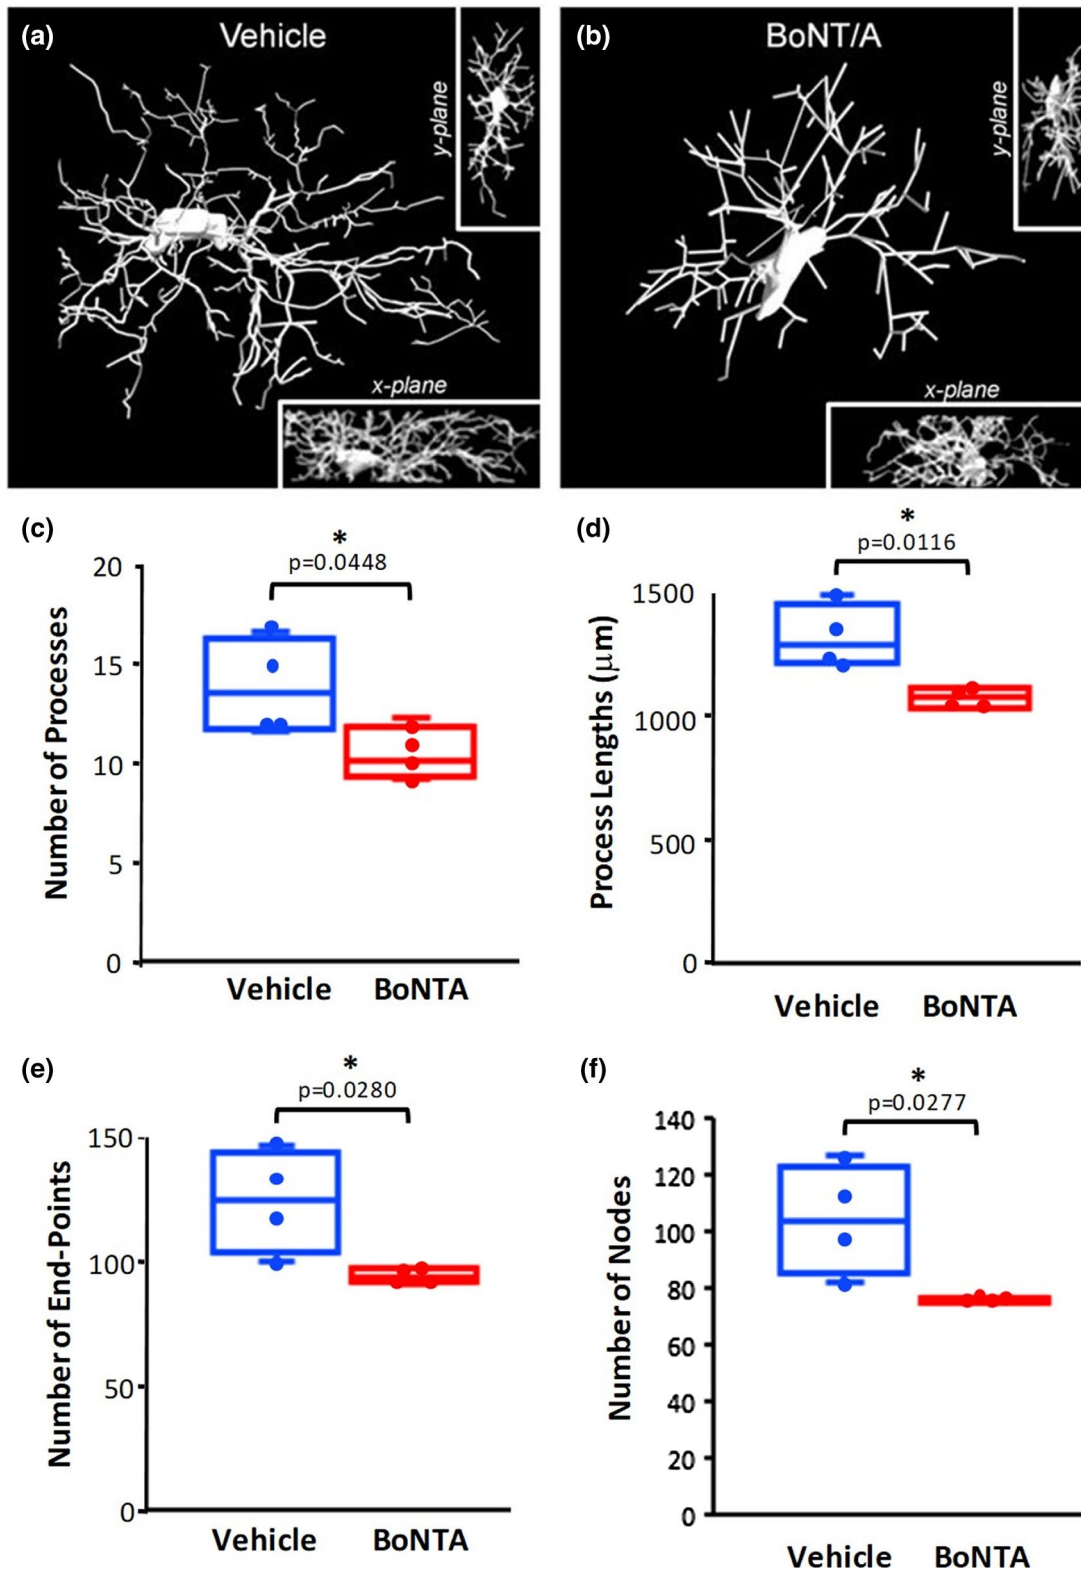 (a)
Vehicle
y-plane
x-plane
(b)
BoNT/A
y-plane
x-plane
(c)
*
p=0.0448
Number of Processes
20
15
10
5
0
Vehicle
BoNTA
(d)
*
p=0.0116
Process Lengths (μm)
1500
1000
500
0
Vehicle
BoNTA
(e)
*
p=0.0280
Number of End-Points
150
100
50
0
Vehicle
BoNTA
(f)
*
p=0.0277
Number of Nodes
140
120
100
80
60
40
20
0
Vehicle
BoNTA